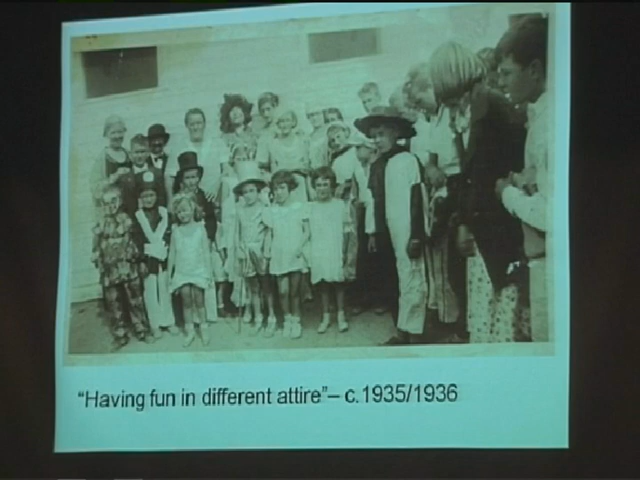 “Having fun in different attire”– c.1935/1936